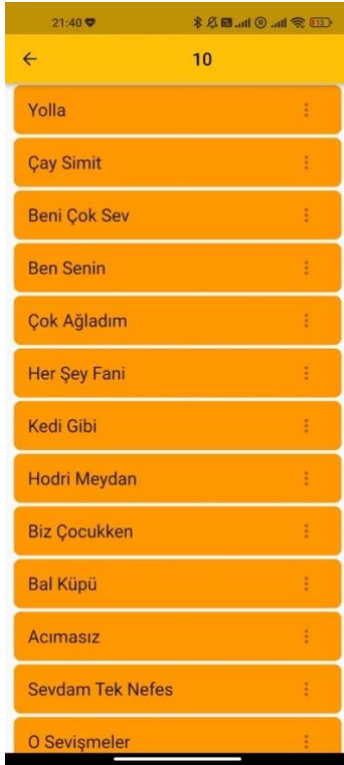 21:40
10
Yolla
Çay Simit
Beni Çok Sev
Ben Senin
Çok Ağladım
Her Şey Fani
Kedi Gibi
Hodri Meydan
Biz Çocukken
Bal Küpü
Acımasız
Sevdam Tek Nefes
O Sevişmeler